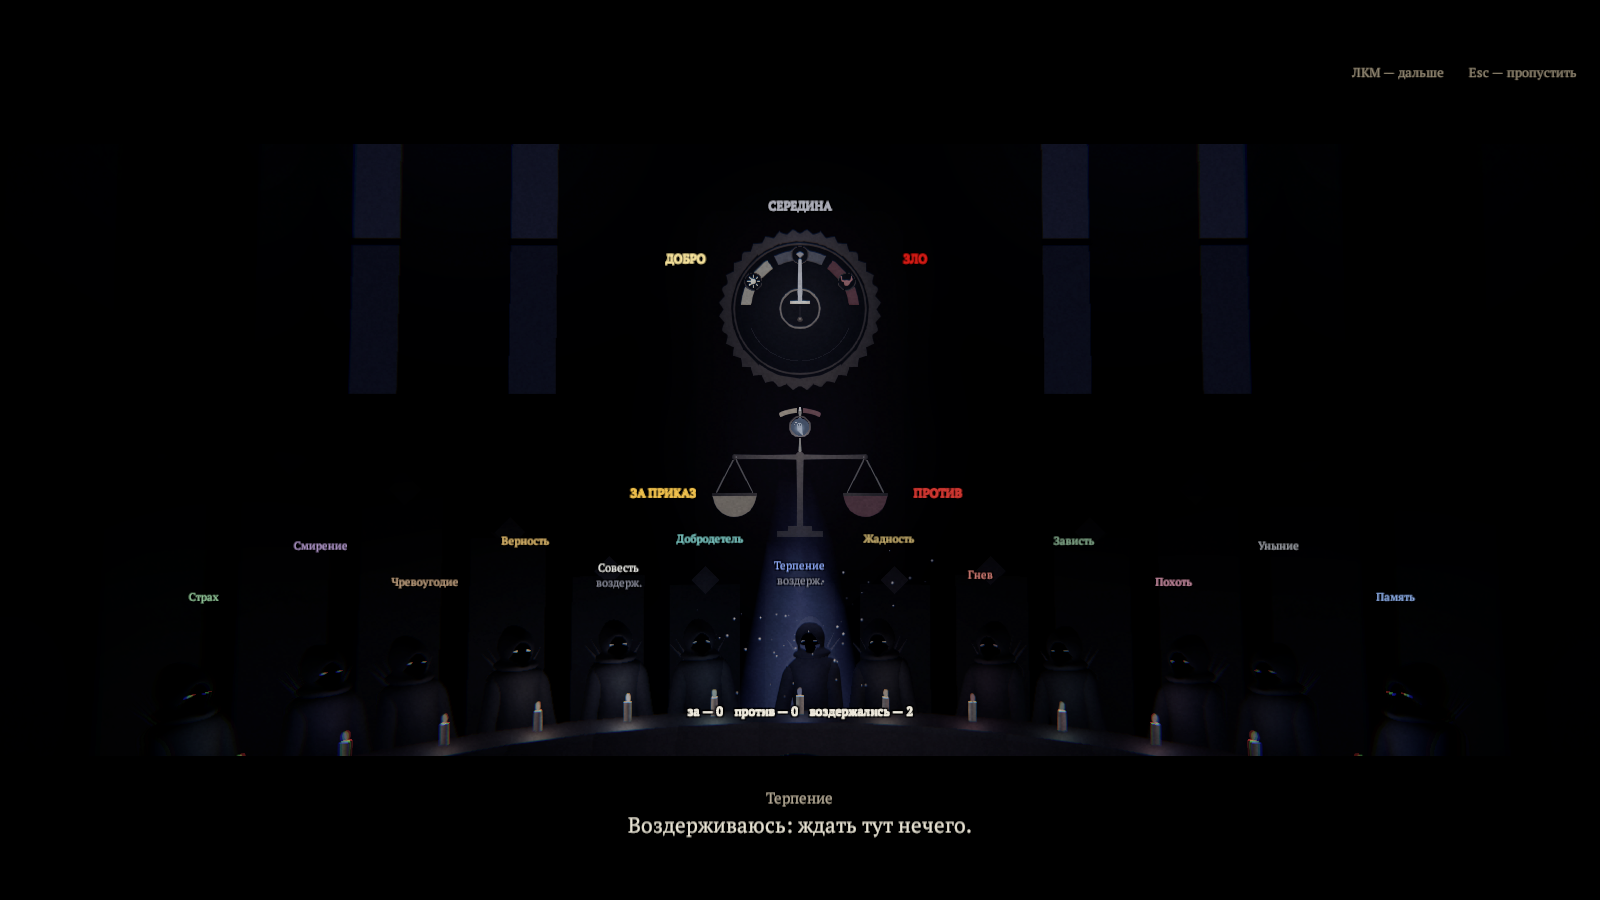 ЛКМ — дальше Esc — пропустить
СЕРЕДИНА
ДОБРО
ЗЛО
ЗА ПРИКАЗ
ПРОТИВ
Смирение
Верность
Добродетель
Жадность
Зависть
Уныние
Страх
Чревоугодие
Совесть
воздерж.
Терпение
воздерж.
Гнев
Похоть
Память
за — 0 против — 0 воздержались — 2
Терпение
Воздерживаюсь: ждать тут нечего.